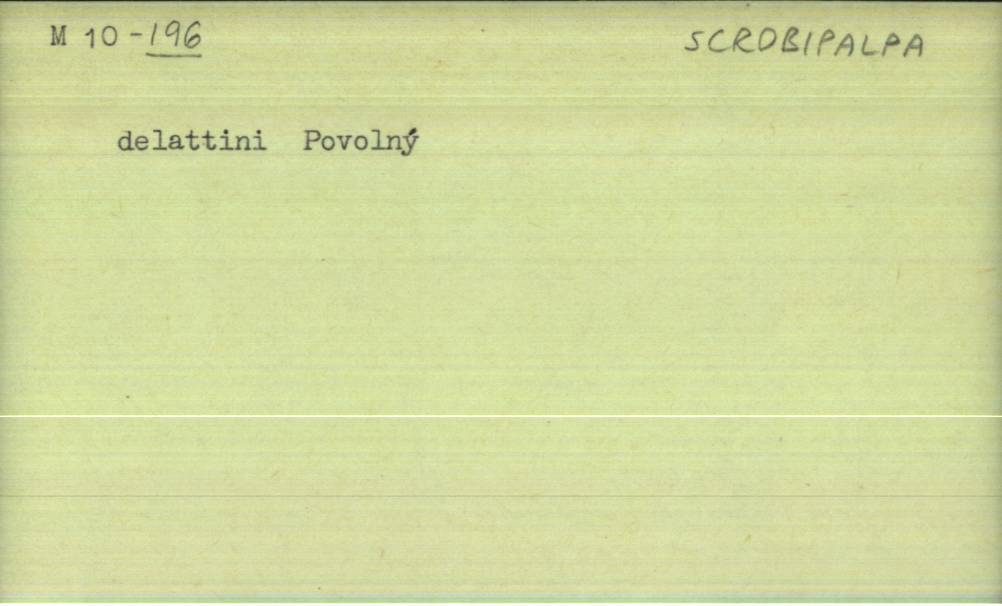 M 10-196 SCROBIPALPA
delattini Povolný